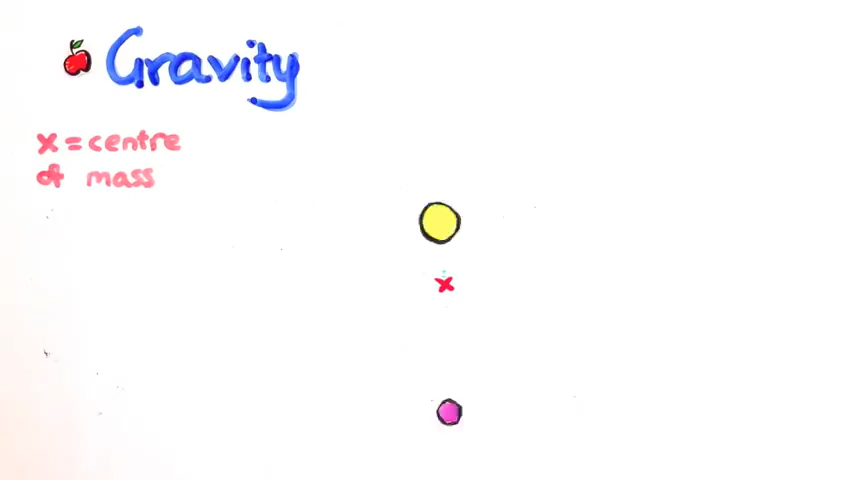 Gravity
x = centre
of mass
x